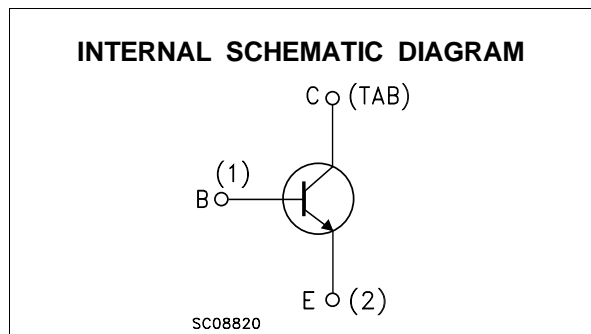 INTERNAL SCHEMATIC DIAGRAM
C (TAB)
(1)
B
E (2)
SC08820